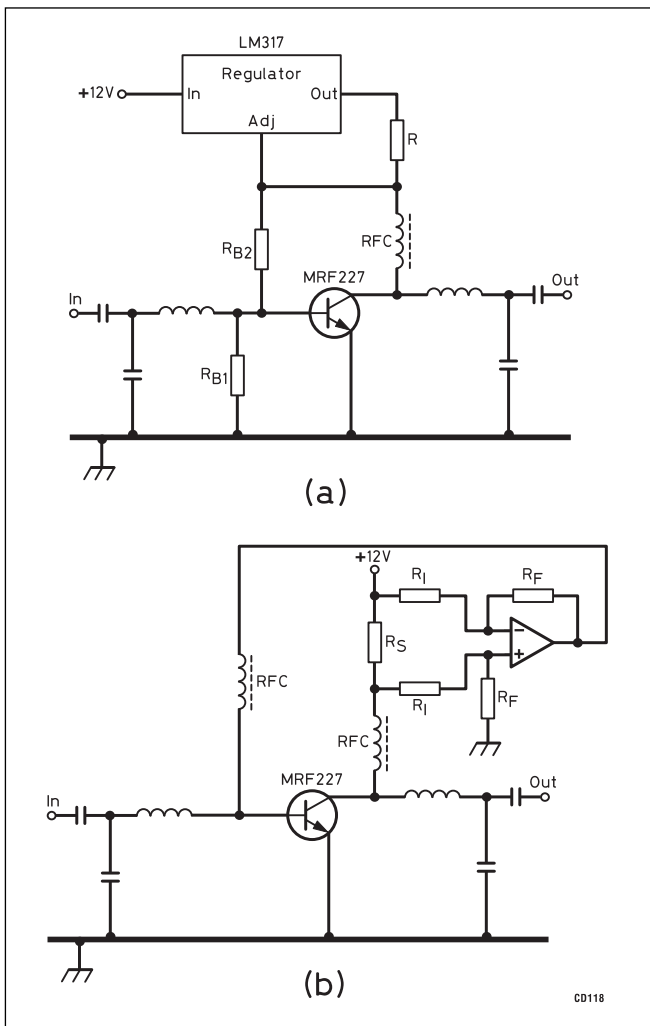 LM317
Regulator
+12V
In
Out
Adj
R
RB2
RFC
MRF227
In
Out
RB1
(a)
+12V
RI
RF
RS
RFC
RI
RF
RFC
MRF227
In
Out
(b)
CD118